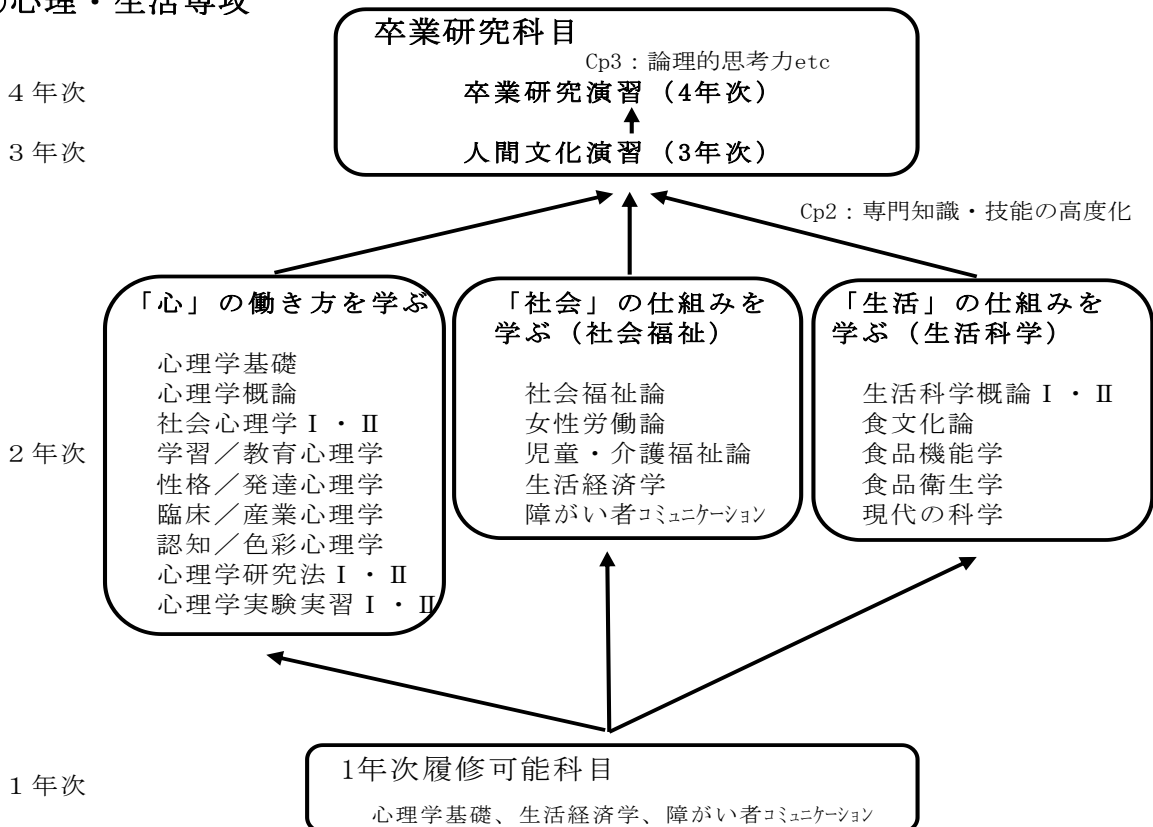 心理・生活専攻
卒業研究科目
Cp3：論理的思考力etc
4年次
卒業研究演習（4年次）
3年次
人間文化演習（3年次）
Cp2：専門知識・技能の高度化
「心」の働き方を学ぶ
心理学基礎
心理学概論
社会心理学Ⅰ・Ⅱ
学習／教育心理学
性格／発達心理学
臨床／産業心理学
認知／色彩心理学
心理学研究法Ⅰ・Ⅱ
心理学実験実習Ⅰ・Ⅱ
「社会」の仕組みを
学ぶ（社会福祉）
社会福祉論
女性労働論
児童・介護福祉論
生活経済学
障がい者コミュニケーション
「生活」の仕組みを
学ぶ（生活科学）
生活科学概論Ⅰ・Ⅱ
食文化論
食品機能学
食品衛生学
現代の科学
2年次
1年次履修可能科目
1年次
心理学基礎、生活経済学、障がい者コミュニケーション